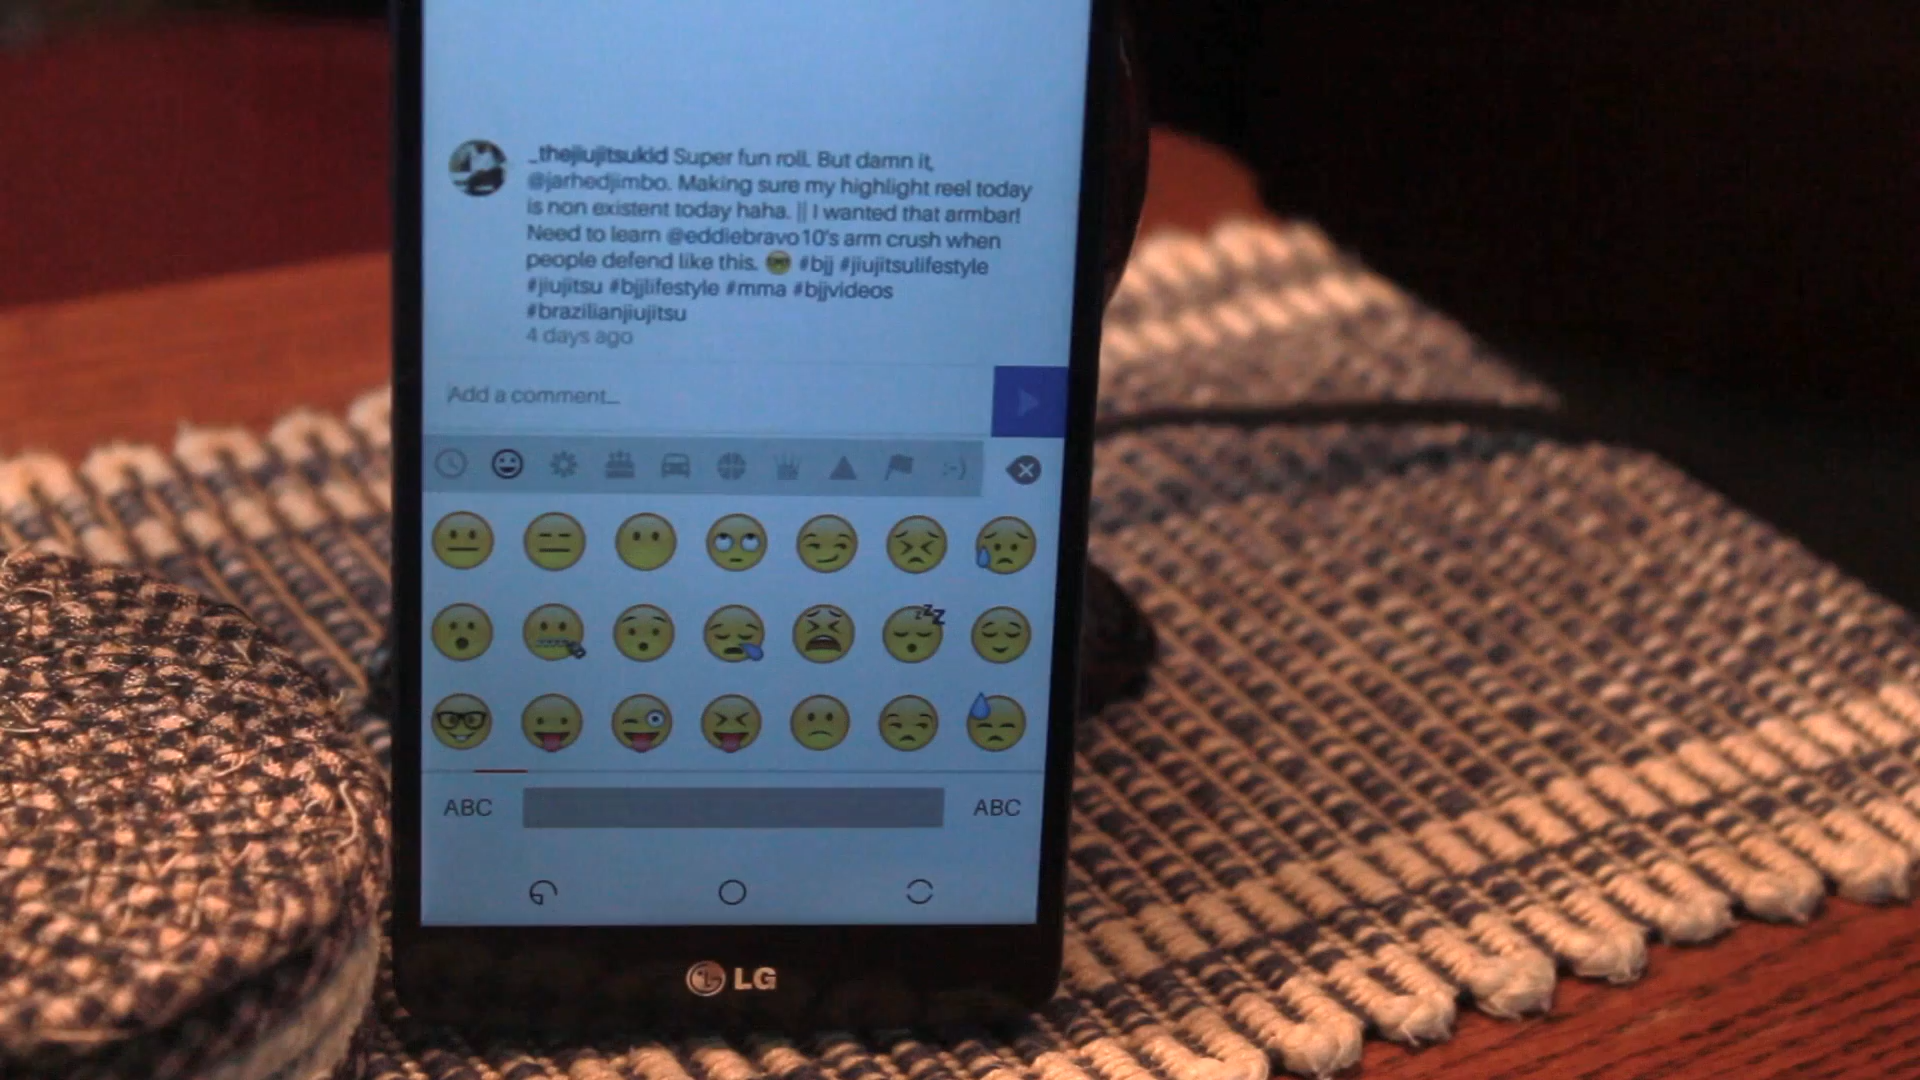 _thejiujitsukid Super fun roll. But damn it,
@jarhedjimbo. Making sure my highlight reel today
is non existent today haha. || I wanted that armbar!
Need to learn @eddiebravo10's arm crush when
people defend like this. #bjj #jiujitsulifestyle
#jiujitsu #bjjlifestyle #mma #bjjvideos
#brazilianjiujitsu
4 days ago
Add a comment...
:-)
zzZ
ABC ABC
LG